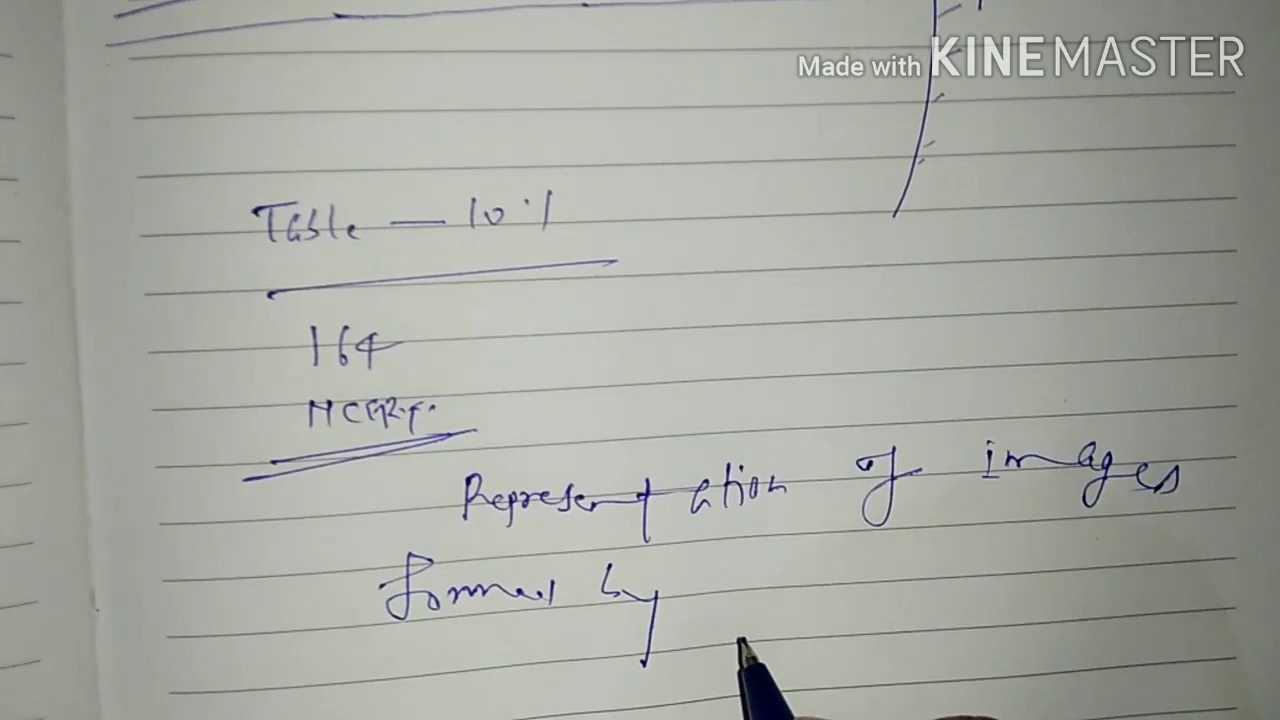 Made with KINEMASTER
Table — 10.1
164
NCERT.
Representation of images
formed by